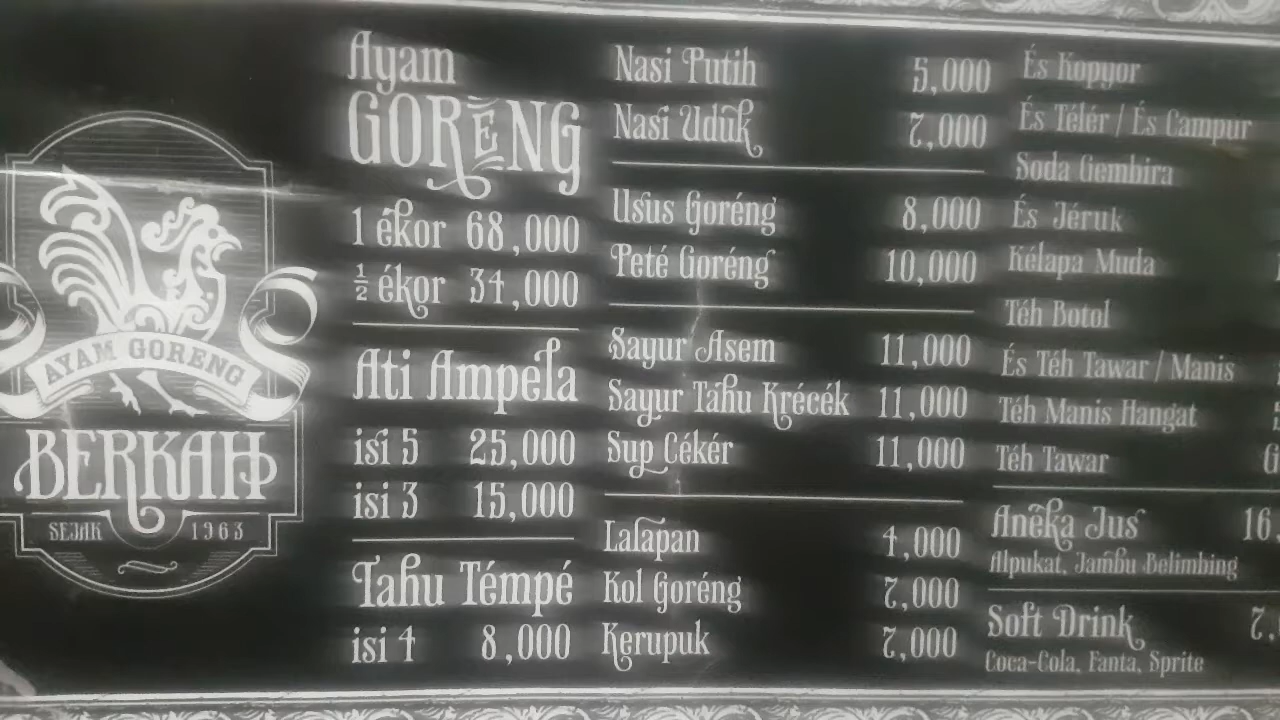 AYAM GORENG
BERKAH
SEJAK 1963
Ayam
GORENG
1 ékor 68,000
½ ékor 34,000
Ati Ampela
isi 5 25,000
isi 3 15,000
Tahu Témpé
isi 4 8,000
Nasi Putih 5,000
Nasi Uduk 7,000
Usus Goréng 8,000
Peté Goréng 10,000
Sayur Asem 11,000
Sayur Tahu Krécék 11,000
Sup Cékér 11,000
Lalapan 4,000
Kol Goréng 7,000
Kerupuk 7,000
És Kopyor
És Télér / És Campur
Soda Gembira
És Jéruk
Kélapa Muda
Téh Botol
És Téh Tawar / Manis
Téh Manis Hangat
Téh Tawar
Aneka Jus 16,
Alpukat, Jambu Belimbing
Soft Drink 7,
Coca-Cola, Fanta, Sprite